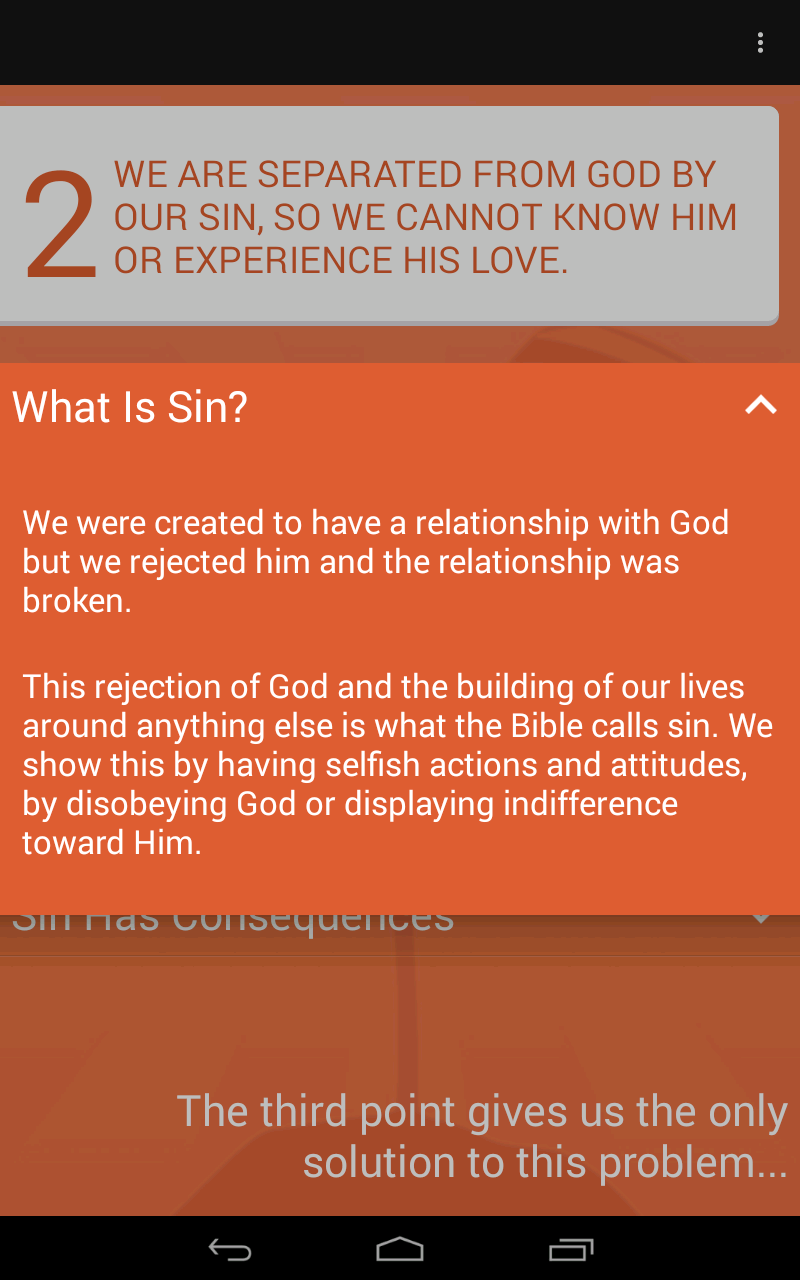 2
WE ARE SEPARATED FROM GOD BY
OUR SIN, SO WE CANNOT KNOW HIM
OR EXPERIENCE HIS LOVE.
What Is Sin?
We were created to have a relationship with God
but we rejected him and the relationship was
broken.
This rejection of God and the building of our lives
around anything else is what the Bible calls sin. We
show this by having selfish actions and attitudes,
by disobeying God or displaying indifference
toward Him.
Sin Has Consequences
The third point gives us the only
solution to this problem...